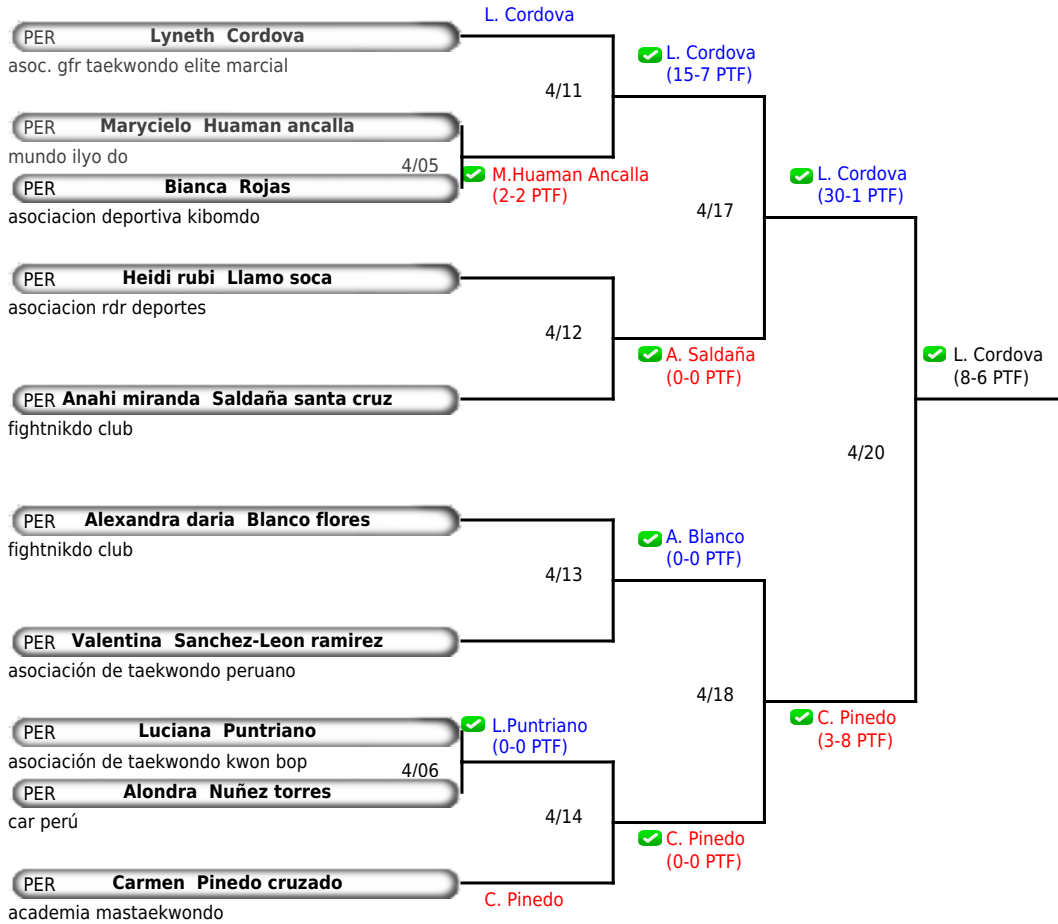 L. Cordova
PER Lyneth Cordova
asoc. gfr taekwondo elite marcial
L. Cordova
(15-7 PTF)
4/11
PER Marycielo Huaman ancalla
mundo ilyo do
4/05
M.Huaman Ancalla
(2-2 PTF)
PER Bianca Rojas
asociacion deportiva kibomdo
L. Cordova
(30-1 PTF)
4/17
PER Heidi rubi Llamo soca
asociacion rdr deportes
4/12
A. Saldaña
(0-0 PTF)
L. Cordova
(8-6 PTF)
PER Anahi miranda Saldaña santa cruz
fightnikdo club
4/20
PER Alexandra daria Blanco flores
fightnikdo club
A. Blanco
(0-0 PTF)
4/13
PER Valentina Sanchez-Leon ramirez
asociación de taekwondo peruano
4/18
C. Pinedo
(3-8 PTF)
PER Luciana Puntriano
asociación de taekwondo kwon bop
L.Puntriano
(0-0 PTF)
4/06
PER Alondra Nuñez torres
car perú
4/14
C. Pinedo
(0-0 PTF)
PER Carmen Pinedo cruzado
C. Pinedo
academia mastaekwondo